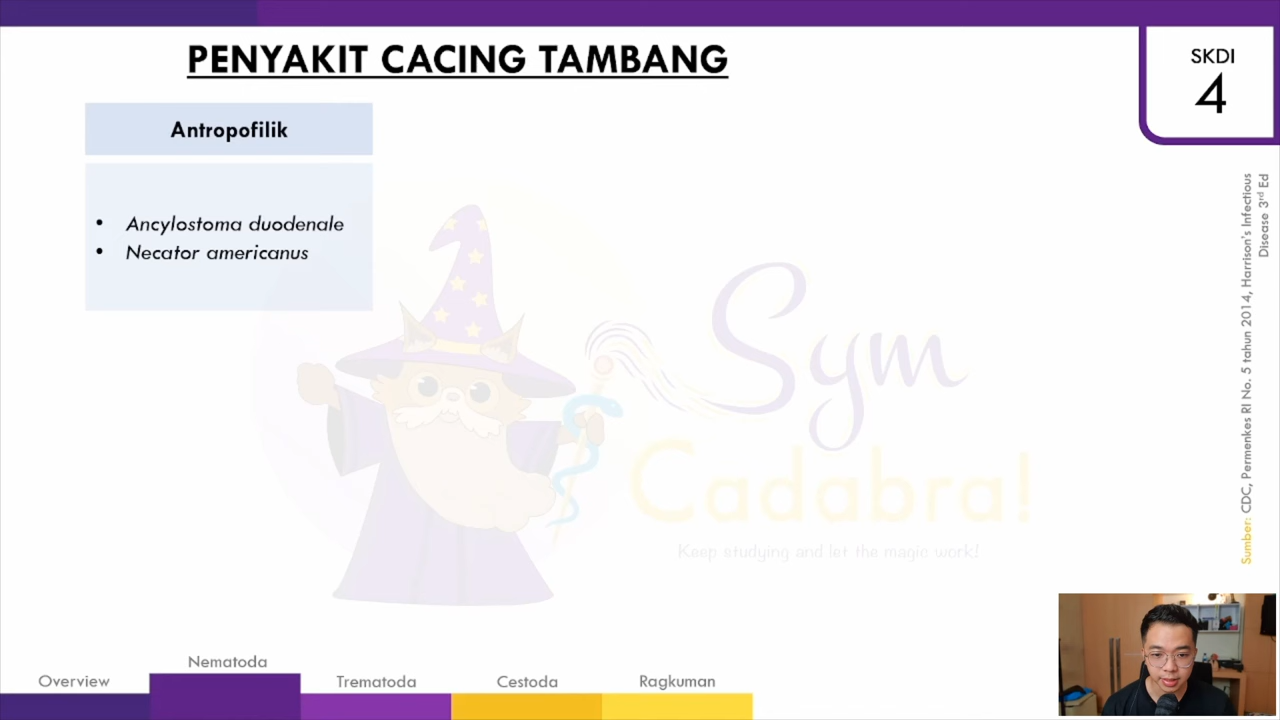 PENYAKIT CACING TAMBANG
SKDI
4
Antropofilik
• Ancylostoma duodenale
• Necator americanus
Sym
Cadabra!
Keep studying and let the magic work!
Sumber: CDC, Permenkes RI No. 5 tahun 2014, Harrison's Infectious
Disease 3rd Ed
Overview
Nematoda
Trematoda
Cestoda
Ragkuman